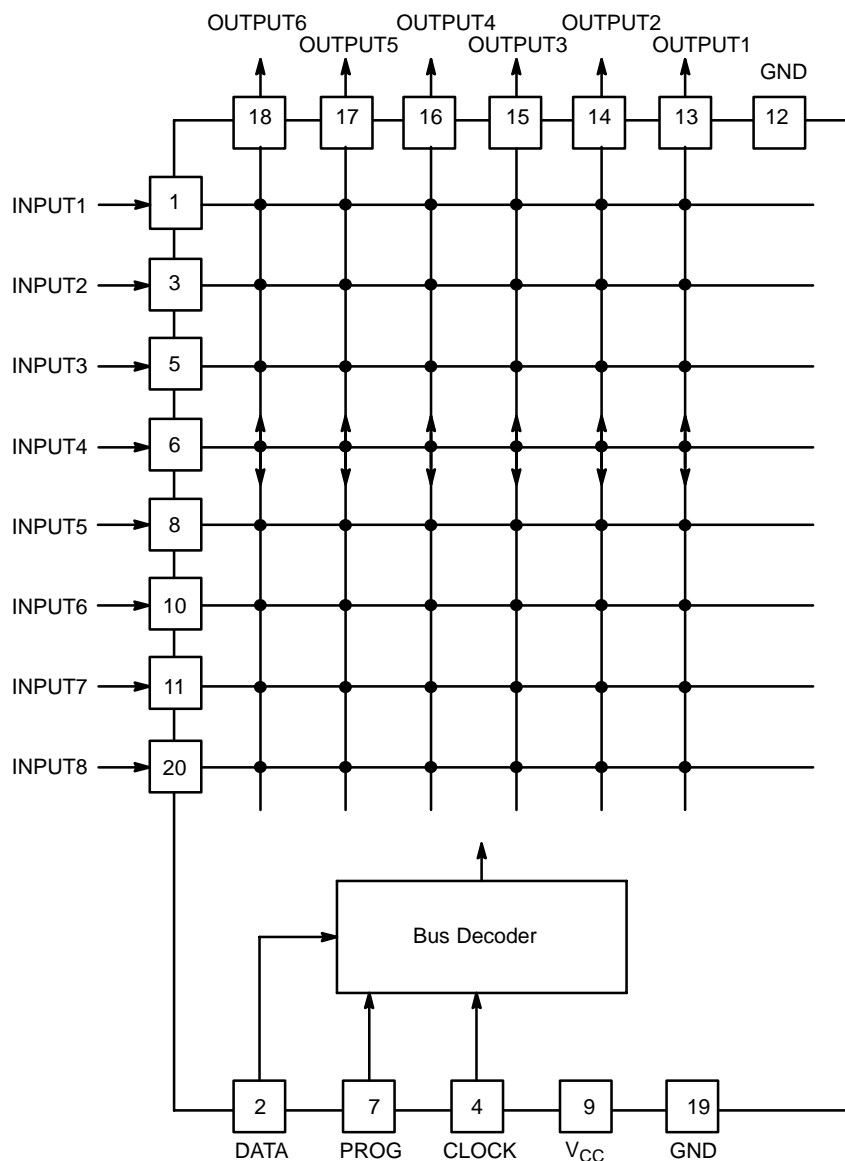 OUTPUT6 OUTPUT4 OUTPUT2
OUTPUT5 OUTPUT3 OUTPUT1
GND
18 17 16 15 14 13 12
INPUT1 1
INPUT2 3
INPUT3 5
INPUT4 6
INPUT5 8
INPUT6 10
INPUT7 11
INPUT8 20
Bus Decoder
2 7 4 9 19
DATA PROG CLOCK VCC GND